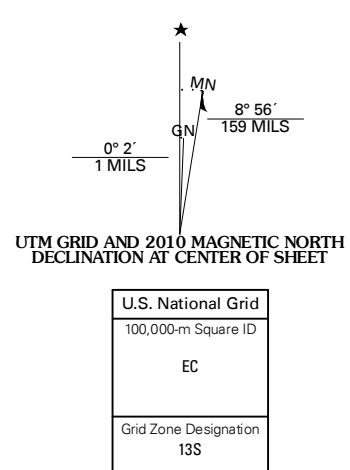 MN
GN
8° 56´
159 MILS
0° 2´
1 MILS
UTM GRID AND 2010 MAGNETIC NORTH
DECLINATION AT CENTER OF SHEET
U.S. National Grid
100,000-m Square ID
EC
Grid Zone Designation
13S